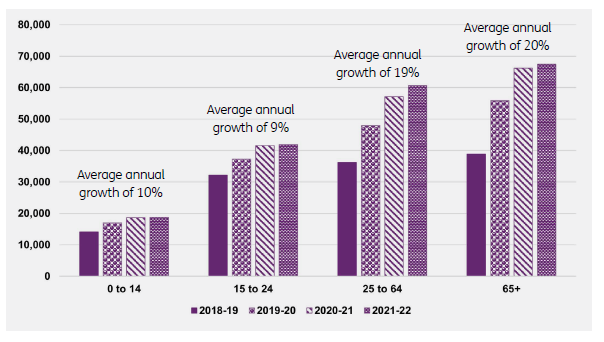 80,000
70,000
60,000
50,000
40,000
30,000
20,000
10,000
0
Average annual
growth of 10%
Average annual
growth of 9%
Average annual
growth of 19%
Average annual
growth of 20%
0 to 14
15 to 24
25 to 64
65+
2018-19
2019-20
2020-21
2021-22